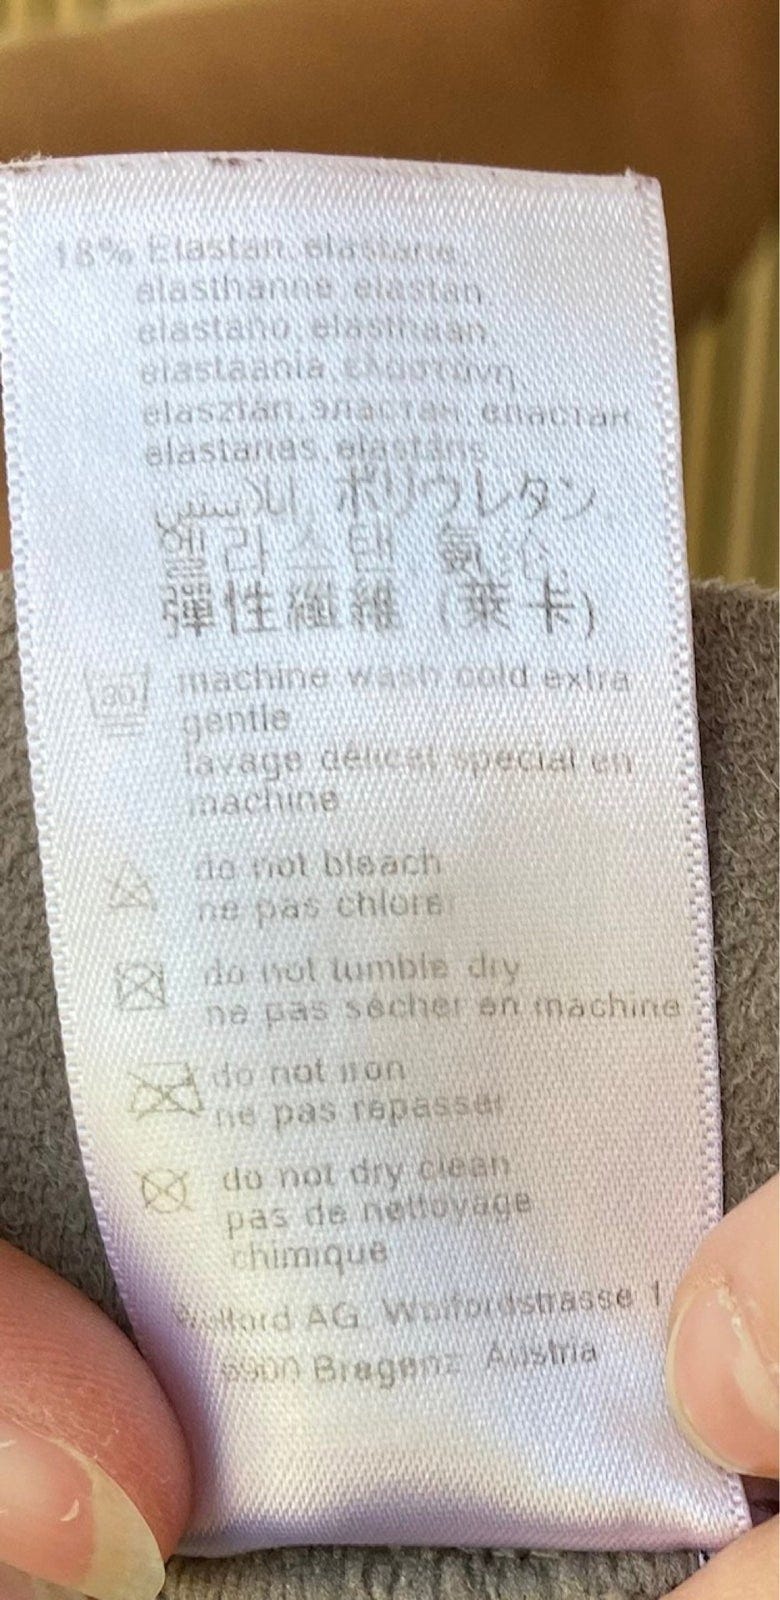 18% Elastan, elastane,
elasthanne, elastan,
elastano, elasthaan,
elastaania, ελαστάνη,
elasztán, эластан, еластан,
elastanas, elastāns
ポリウレタン
엘라스탄 氨纶
彈性纖維 (萊卡)
30 machine wash cold extra
gentle
lavage délicat spécial en
machine
do not bleach
ne pas chlorer
do not tumble dry
ne pas sécher en machine
do not iron
ne pas repasser
do not dry clean
pas de nettoyage
chimique
Wolford AG, Wolfordstrasse 1
6900 Bregenz Austria